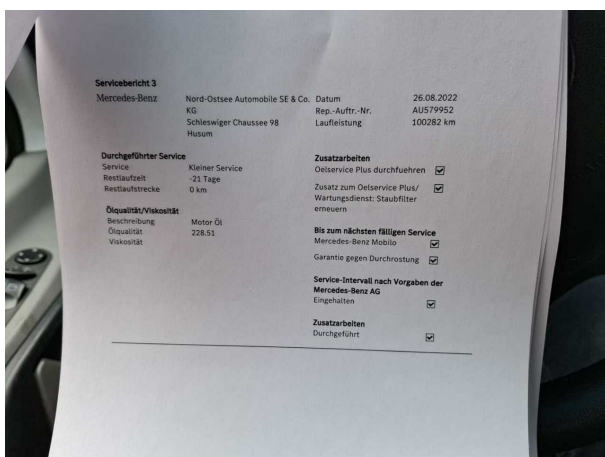 Servicebericht 3
Mercedes-Benz Nord-Ostsee Automobile SE & Co. KG
Schleswiger Chaussee 98
Husum
Datum 26.08.2022
Rep.-Auftr.-Nr. AU579952
Laufleistung 100282 km
Durchgeführter Service
Service Kleiner Service
Restlaufzeit -21 Tage
Restlaufstrecke 0 km
Ölqualität/Viskosität
Beschreibung Motor Öl
Ölqualität 228.51
Viskosität
Zusatzarbeiten
Oelservice Plus durchfuehren
Zusatz zum Oelservice Plus/
Wartungsdienst: Staubfilter
erneuern
Bis zum nächsten fälligen Service
Mercedes-Benz Mobilo
Garantie gegen Durchrostung
Service-Intervall nach Vorgaben der
Mercedes-Benz AG
Eingehalten
Zusatzarbeiten
Durchgeführt